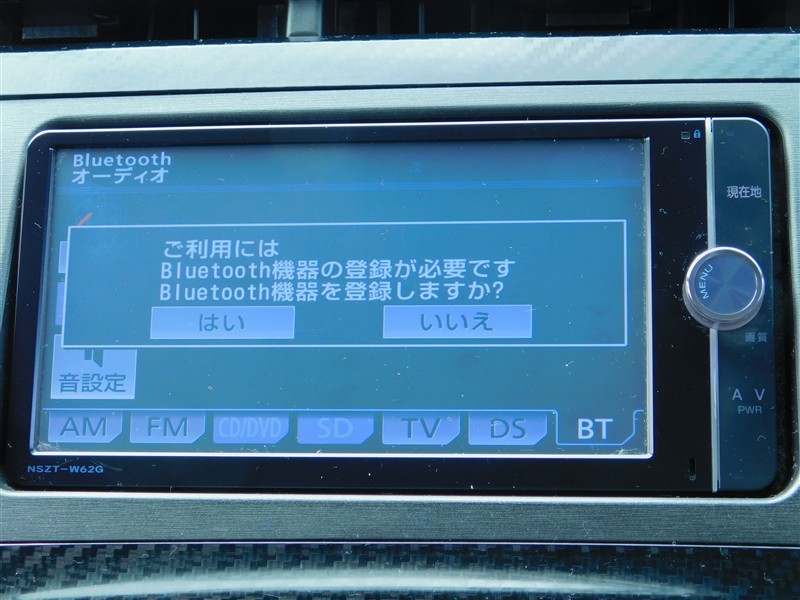 Bluetooth
オーディオ
現在地
ご利用には
Bluetooth機器の登録が必要です
Bluetooth機器を登録しますか?
はい いいえ
MENU
画質
音設定
A V
PWR
AM FM CD/DVD SD TV DS BT
NSZT-W62G